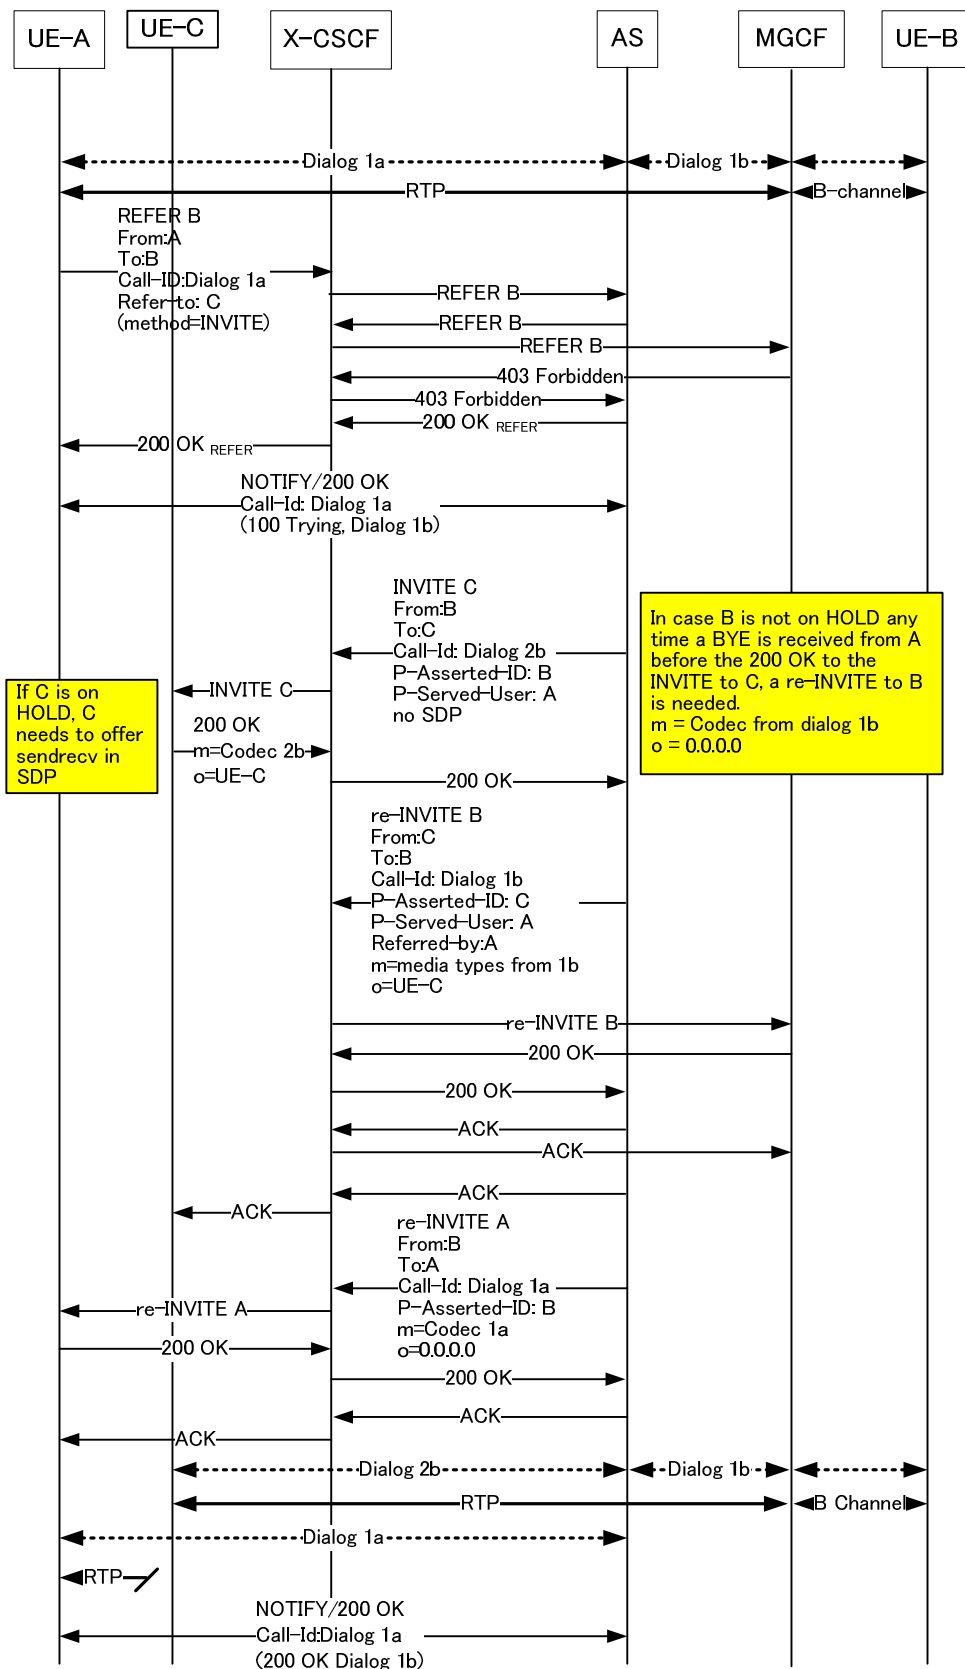 UE-A
UE-C
X-CSCF
AS
MGCF
UE-B
Dialog 1a
Dialog 1b
RTP
B-channel
REFER B
From:A
To:B
Call-ID:Dialog 1a
Refer-to: C
(method=INVITE)
REFER B
REFER B
REFER B
403 Forbidden
403 Forbidden
200 OK REFER
200 OK REFER
NOTIFY/200 OK
Call-Id: Dialog 1a
(100 Trying, Dialog 1b)
INVITE C
From:B
To:C
Call-Id: Dialog 2b
P-Asserted-ID: B
P-Served-User: A
no SDP
In case B is not on HOLD any
time a BYE is received from A
before the 200 OK to the
INVITE to C, a re-INVITE to B
is needed.
m = Codec from dialog 1b
o = 0.0.0.0
INVITE C
If C is on
HOLD, C
needs to offer
sendrecv in
SDP
200 OK
m=Codec 2b
o=UE-C
200 OK
re-INVITE B
From:C
To:B
Call-Id: Dialog 1b
P-Asserted-ID: C
P-Served-User: A
Referred-by:A
m=media types from 1b
o=UE-C
re-INVITE B
200 OK
200 OK
ACK
ACK
ACK
ACK
re-INVITE A
From:B
To:A
Call-Id: Dialog 1a
P-Asserted-ID: B
m=Codec 1a
o=0.0.0.0
re-INVITE A
200 OK
200 OK
ACK
ACK
Dialog 2b
Dialog 1b
RTP
B Channel
Dialog 1a
RTP
NOTIFY/200 OK
Call-Id:Dialog 1a
(200 OK Dialog 1b)